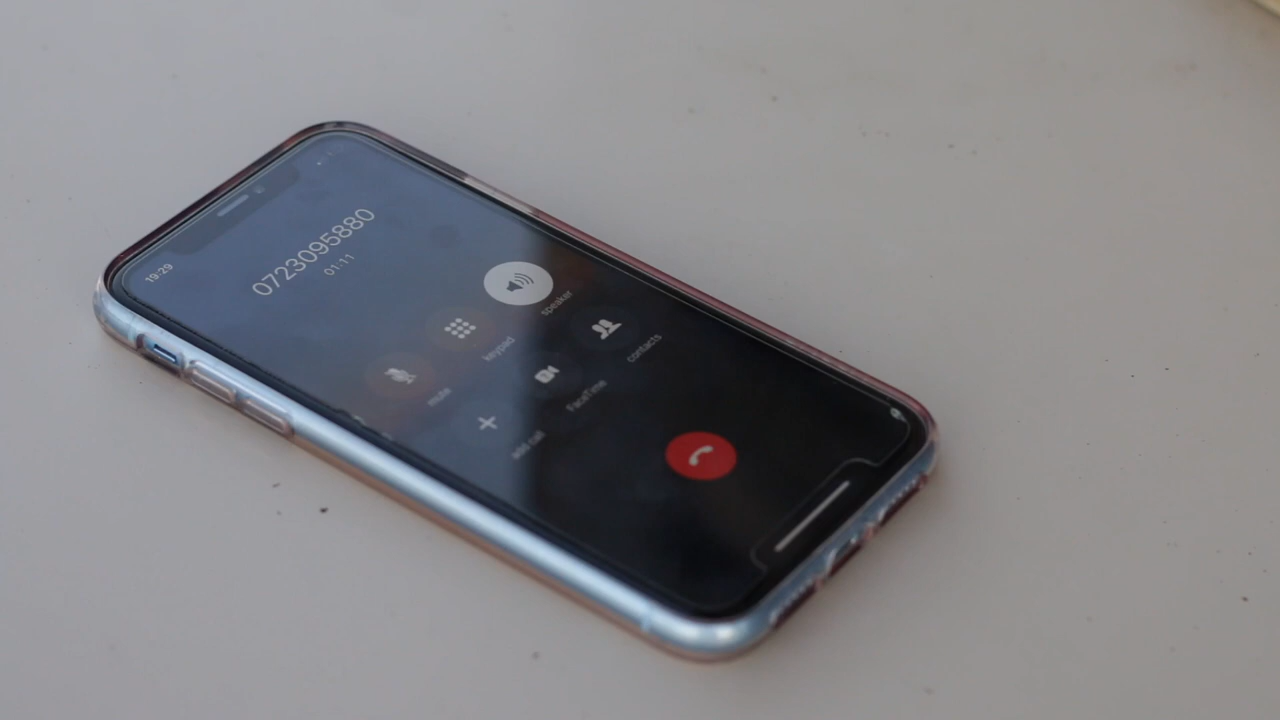 19:29
0723095880
01:11
mute
keypad
speaker
add call
FaceTime
contacts